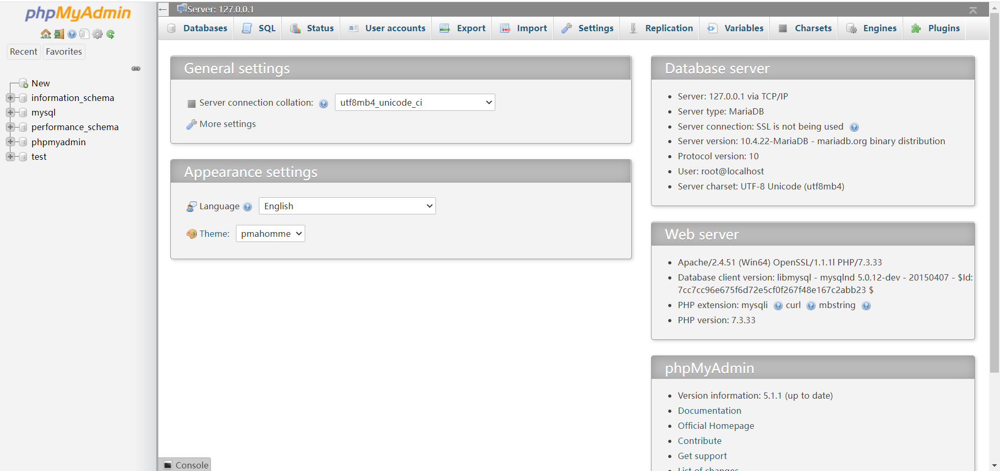 phpMyAdmin
Recent
Favorites
New
information_schema
mysql
performance_schema
phpmyadmin
test
Server: 127.0.0.1
Databases
SQL
Status
User accounts
Export
Import
Settings
Replication
Variables
Charsets
Engines
Plugins
General settings
Server connection collation:
utf8mb4_unicode_ci
More settings
Appearance settings
Language
English
Theme:
pmahomme
Database server
Server: 127.0.0.1 via TCP/IP
Server type: MariaDB
Server connection: SSL is not being used
Server version: 10.4.22-MariaDB - mariadb.org binary distribution
Protocol version: 10
User: root@localhost
Server charset: UTF-8 Unicode (utf8mb4)
Web server
Apache/2.4.51 (Win64) OpenSSL/1.1.1l PHP/7.3.33
Database client version: libmysql - mysqlnd 5.0.12-dev - 20150407 - $Id:
7cc7cc96e675f6d72e5cf0f267f48e167c2abb23 $
PHP extension: mysqli curl mbstring
PHP version: 7.3.33
phpMyAdmin
Version information: 5.1.1 (up to date)
Documentation
Official Homepage
Contribute
Get support
List of changes
Console